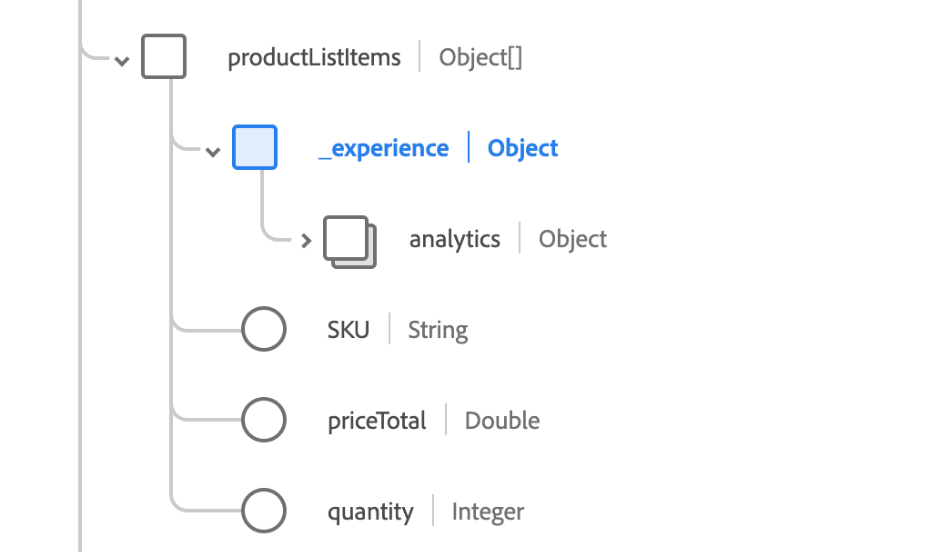 productListItems | Object[]
_experience | Object
analytics | Object
SKU | String
priceTotal | Double
quantity | Integer